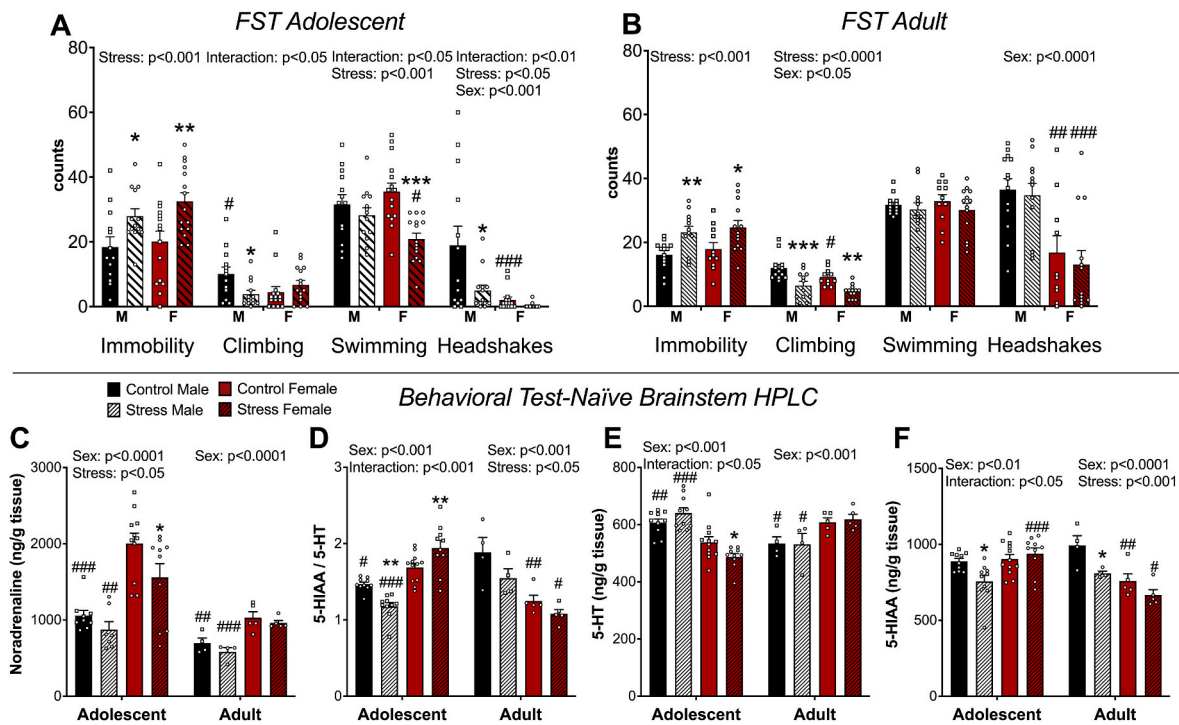 A
FST Adolescent
Stress: p<0.001
Interaction: p<0.05
Interaction: p<0.05
Stress: p<0.001
Interaction: p<0.01
Stress: p<0.05
Sex: p<0.001
80
60
40
20
0
counts
*
**
#
*
***
#
*
###
M F M F M F M F
Immobility Climbing Swimming Headshakes
B
FST Adult
Stress: p<0.001
Stress: p<0.0001
Sex: p<0.05
Sex: p<0.0001
80
60
40
20
0
counts
**
*
***
#
**
##
###
M F M F M F M F
Immobility Climbing Swimming Headshakes
Control Male
Control Female
Stress Male
Stress Female
Behavioral Test-Naïve Brainstem HPLC
C
Sex: p<0.0001
Stress: p<0.05
Sex: p<0.0001
3000
2000
1000
0
Noradrenaline (ng/g tissue)
###
##
*
##
###
Adolescent Adult
D
Sex: p<0.001
Interaction: p<0.001
Sex: p<0.001
Stress: p<0.05
3
2
1
0
5-HIAA / 5-HT
#
**
###
**
##
#
Adolescent Adult
E
Sex: p<0.001
Interaction: p<0.05
Sex: p<0.001
800
600
400
200
0
5-HT (ng/g tissue)
##
###
*
#
#
Adolescent Adult
F
Sex: p<0.01
Interaction: p<0.05
Sex: p<0.0001
Stress: p<0.001
1500
1000
500
0
5-HIAA (ng/g tissue)
*
###
*
##
#
Adolescent Adult